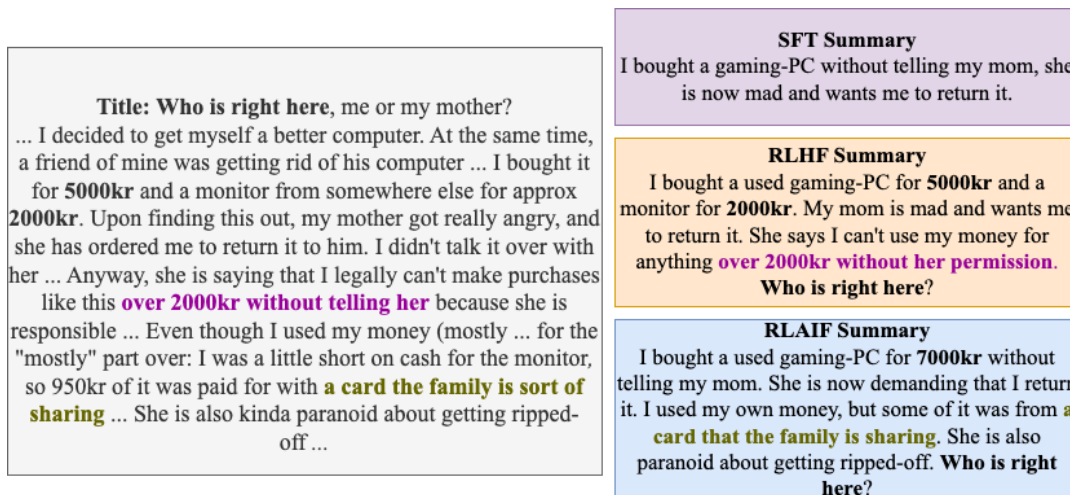 Title: Who is right here, me or my mother?
... I decided to get myself a better computer. At the same time,
a friend of mine was getting rid of his computer ... I bought it
for 5000kr and a monitor from somewhere else for approx
2000kr. Upon finding this out, my mother got really angry, and
she has ordered me to return it to him. I didn't talk it over with
her ... Anyway, she is saying that I legally can't make purchases
like this over 2000kr without telling her because she is
responsible ... Even though I used my money (mostly ... for the
"mostly" part over: I was a little short on cash for the monitor,
so 950kr of it was paid for with a card the family is sort of
sharing ... She is also kinda paranoid about getting ripped-
off ...
SFT Summary
I bought a gaming-PC without telling my mom, she
is now mad and wants me to return it.
RLHF Summary
I bought a used gaming-PC for 5000kr and a
monitor for 2000kr. My mom is mad and wants me
to return it. She says I can't use my money for
anything over 2000kr without her permission.
Who is right here?
RLAIF Summary
I bought a used gaming-PC for 7000kr without
telling my mom. She is now demanding that I return
it. I used my own money, but some of it was from a
card that the family is sharing. She is also
paranoid about getting ripped-off. Who is right
here?